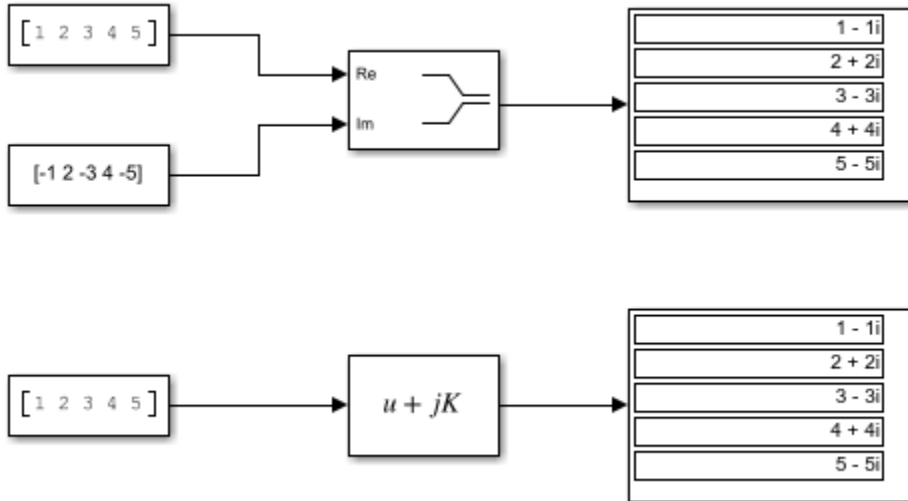 [1 2 3 4 5]
[-1 2 -3 4 -5]
Re
Im
1 - 1i
2 + 2i
3 - 3i
4 + 4i
5 - 5i
[1 2 3 4 5]
u + jK
1 - 1i
2 + 2i
3 - 3i
4 + 4i
5 - 5i